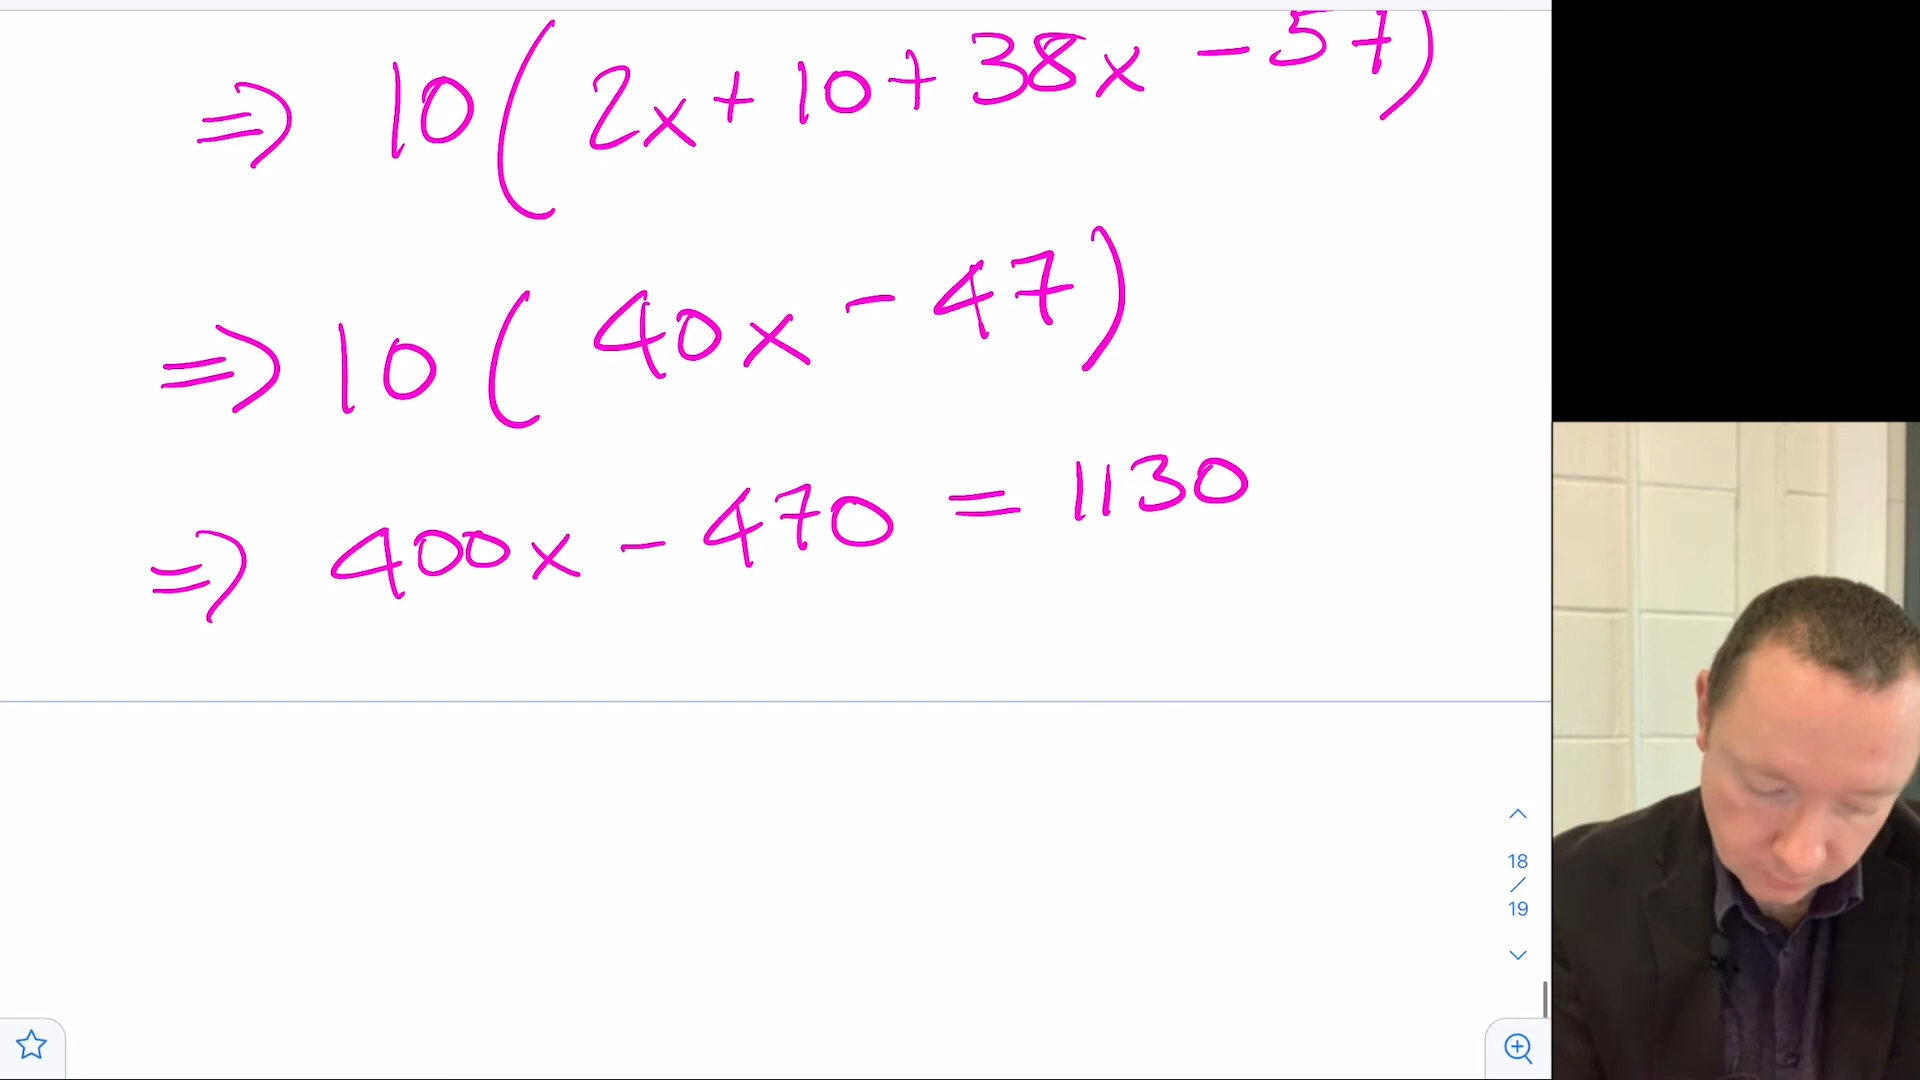 ⇒ 10(2x + 10 + 38x - 57)
⇒ 10(40x - 47)
⇒ 400x - 470 = 1130
18
/
19